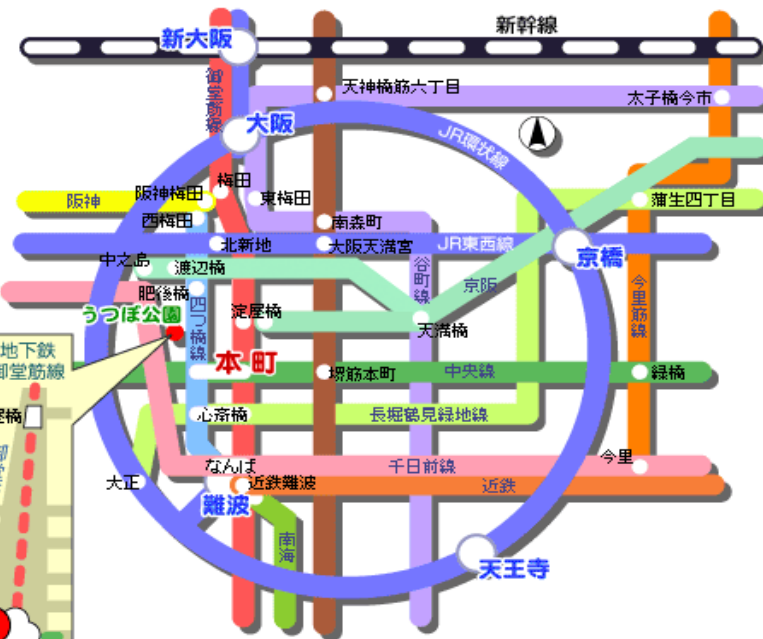 新幹線
新大阪
御堂筋線
天神橋筋六丁目
太子橋今市
大阪
JR環状線
梅田
阪神
阪神梅田
東梅田
蒲生四丁目
西梅田
南森町
北新地
大阪天満宮
JR東西線
京橋
中之島
渡辺橋
谷町線
京阪
今里筋線
肥後橋
四つ橋線
うつぼ公園
淀屋橋
天満橋
地下鉄
御堂筋線
本町
堺筋本町
中央線
緑橋
心斎橋
長堀鶴見緑地線
なんば
千日前線
今里
大正
近鉄難波
近鉄
難波
南海
天王寺